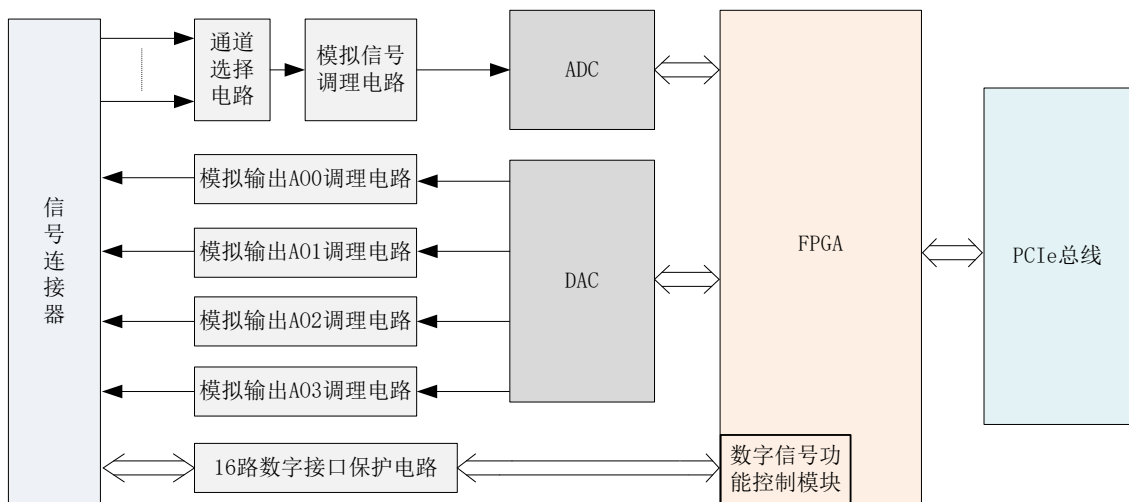 通道
选择
电路
模拟信号
调理电路
ADC
模拟输出AO0调理电路
信号连接器
模拟输出AO1调理电路
DAC
FPGA
PCIe总线
模拟输出AO2调理电路
模拟输出AO3调理电路
16路数字接口保护电路
数字信号功
能控制模块